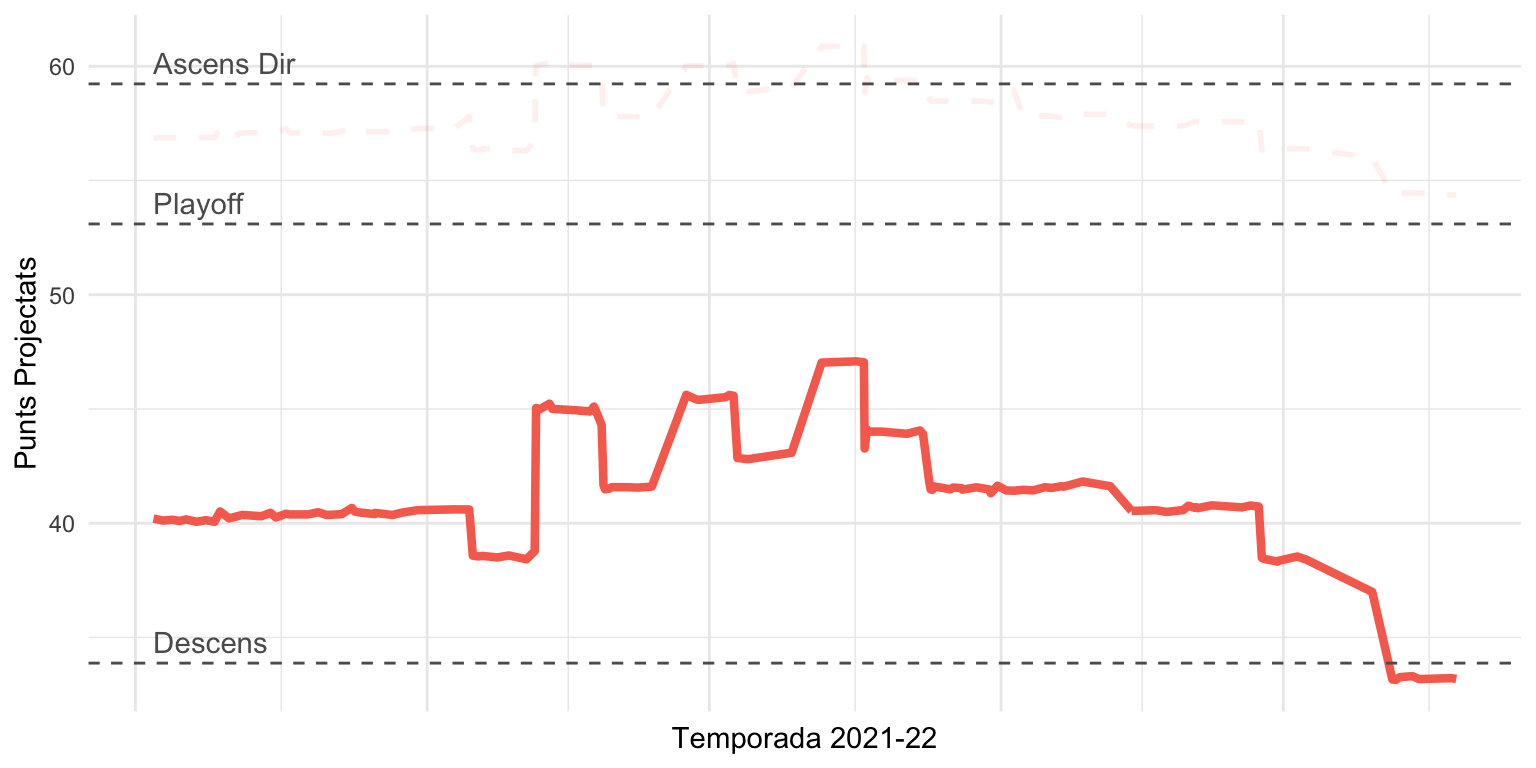 60
Ascens Dir
Playoff
50
Punts Projectats
40
Descens
Temporada 2021-22